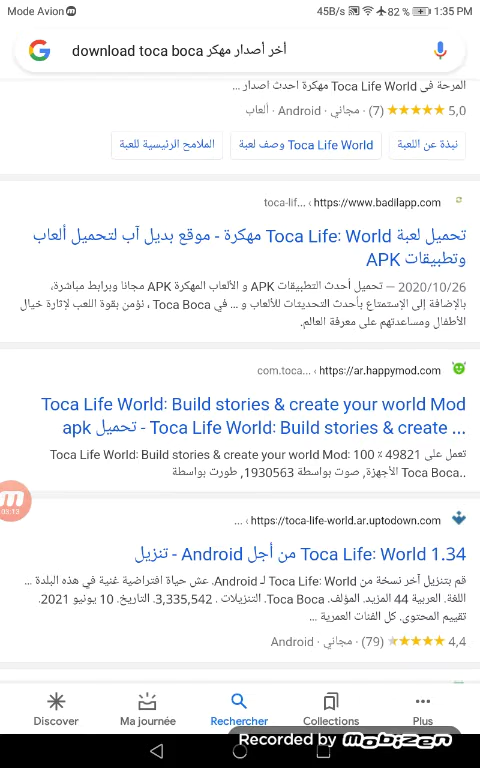 Mode Avion 45B/s 82 % 1:35 PM
download toca boca أخر أصدار مهكر
المرحة فى Toca Life World مهكرة احدث اصدار ...
5,0 (7) · مجاني · Android · ألعاب
نبذة عن اللعبة Toca Life World وصف لعبة الملامح الرئيسية للعبة
https://www.badilapp.com › toca-lif...
تحميل لعبة Toca Life: World مهكرة - موقع بديل آب لتحميل ألعاب
وتطبيقات APK
2020/10/26 — تحميل أحدث التطبيقات APK و الألعاب المهكرة APK مجانا وبرابط مباشرة،
بالإضافة إلى الإستمتاع بأحدث التحديثات للألعاب و ... في Toca Boca ، نؤمن بقوة اللعب لإثارة خيال
الأطفال ومساعدتهم على معرفة العالم.
https://ar.happymod.com › com.toca...
Toca Life World: Build stories & create your world Mod
apk تحميل - Toca Life World: Build stories & create ...
Toca Life World: Build stories & create your world Mod: 100 ٪ 49821 تعمل على
الأجهزة, صوت بواسطة 1930563, طورت بواسطة Toca Boca..
https://toca-life-world.ar.uptodown.com › ...
Toca Life: World 1.34 من أجل Android - تنزيل
قم بتنزيل آخر نسخة من Toca Life: World لـ Android. عش حياة افتراضية غنية في هذه البلدة ...
اللغة. العربية 44 المزيد. المؤلف. Toca Boca. التنزيلات . 3,335,542. التاريخ. 10 يونيو 2021.
تقييم المحتوى. كل الفئات العمرية ...
4,4 (79) · مجاني · Android
03:13
Discover Ma journée Rechercher Collections Plus
Recorded by mobizen